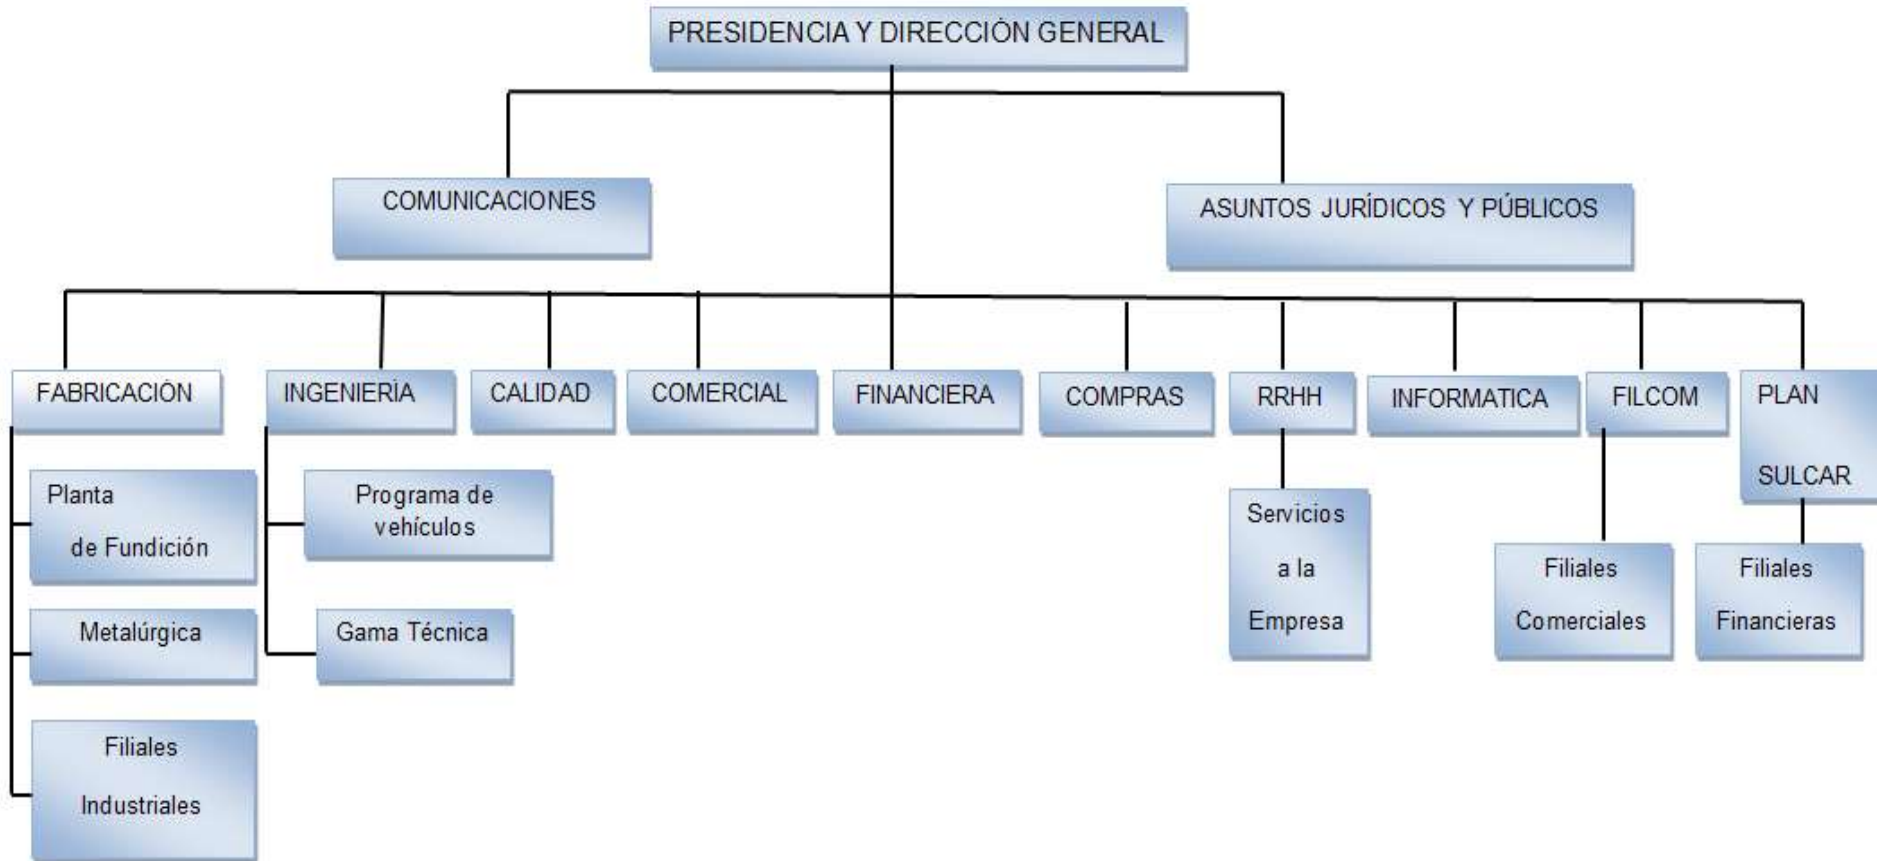 PRESIDENCIA Y DIRECCIÓN GENERAL
COMUNICACIONES
ASUNTOS JURÍDICOS Y PÚBLICOS
FABRICACIÓN
INGENIERÍA
CALIDAD
COMERCIAL
FINANCIERA
COMPRAS
RRHH
INFORMATICA
FILCOM
PLAN
SULCAR
Planta
de Fundición
Metalúrgica
Filiales
Industriales
Programa de
vehículos
Gama Técnica
Servicios
a la
Empresa
Filiales
Comerciales
Filiales
Financieras